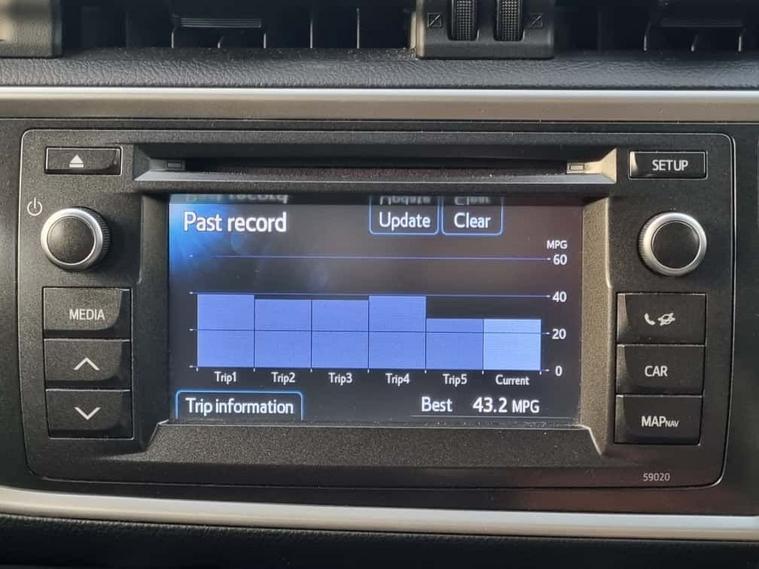 SETUP
Past record
Update
Clear
MPG
60
40
20
0
Trip1 Trip2 Trip3 Trip4 Trip5 Current
Trip information
Best 43.2 MPG
MEDIA
CAR
MAPNAV
59020